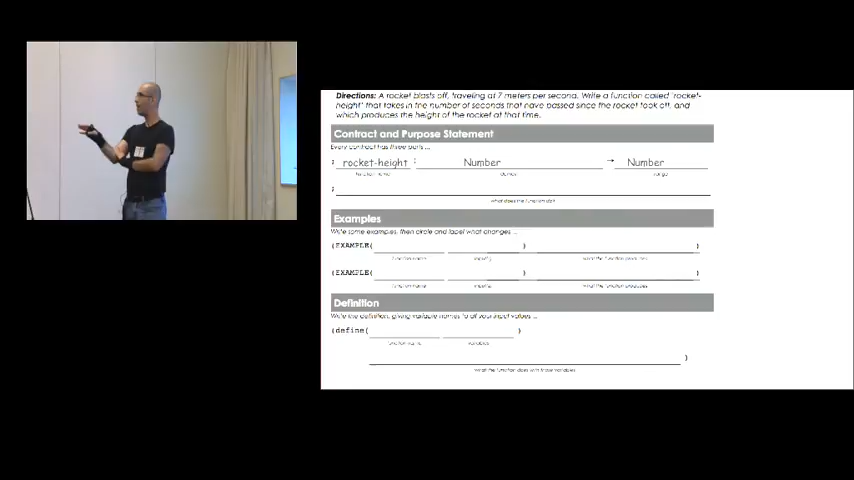 Directions: A rocket blasts off, traveling at 7 meters per second. Write a function called 'rocket-
height' that takes in the number of seconds that have passed since the rocket took off, and
which produces the height of the rocket at that time.
Contract and Purpose Statement
Every contract has three parts ...
; rocket-height : Number → Number
function name domain range
;
what does the function do?
Examples
Write some examples, then circle and label what changes ...
(EXAMPLE( ) )
function name input(s) what the function produces
(EXAMPLE( ) )
function name input(s) what the function produces
Definition
Write the definition, giving variable names to all your input values ...
(define( )
function name variables
)
what the function does with those variables